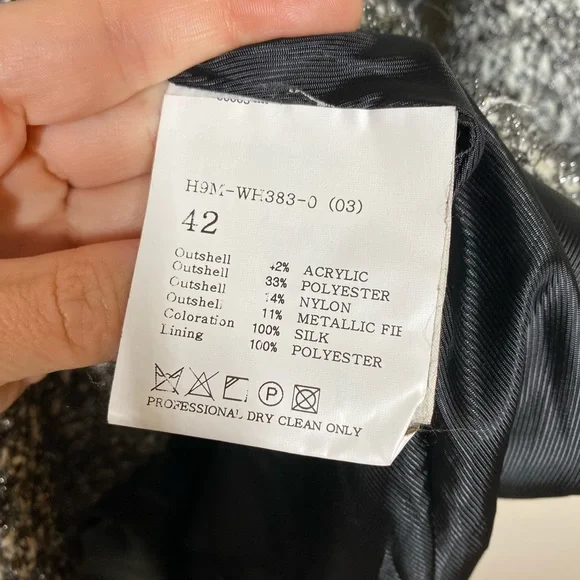 H9M-WH383-0 (03)
42
Outshell 42% ACRYLIC
Outshell 33% POLYESTER
Outshell 14% NYLON
Outshell 11% METALLIC FIB
Coloration 100% SILK
Lining 100% POLYESTER
P
PROFESSIONAL DRY CLEAN ONLY